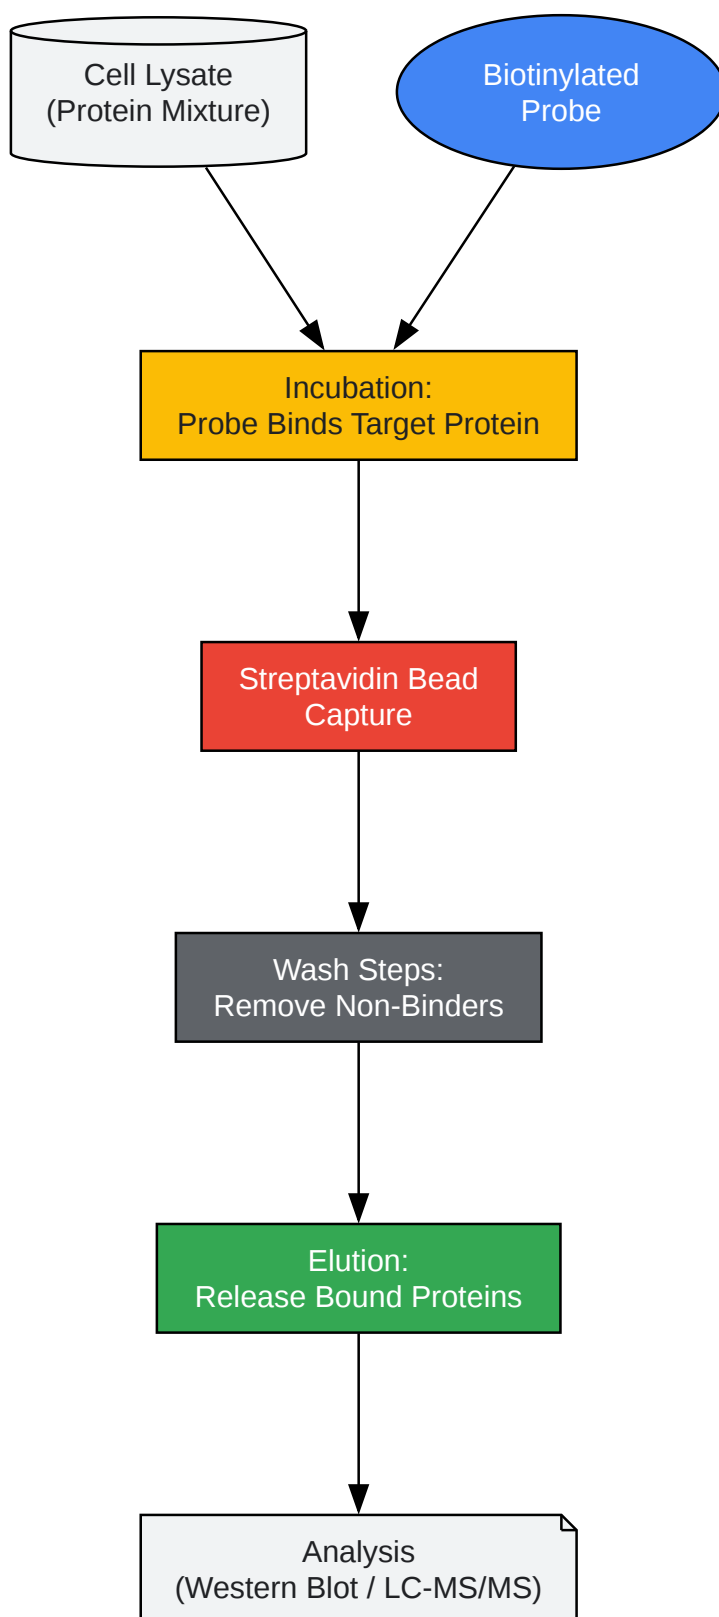 Cell Lysate
(Protein Mixture)
Biotinylated
Probe
Incubation:
Probe Binds Target Protein
Streptavidin Bead
Capture
Wash Steps:
Remove Non-Binders
Elution:
Release Bound Proteins
Analysis
(Western Blot / LC-MS/MS)